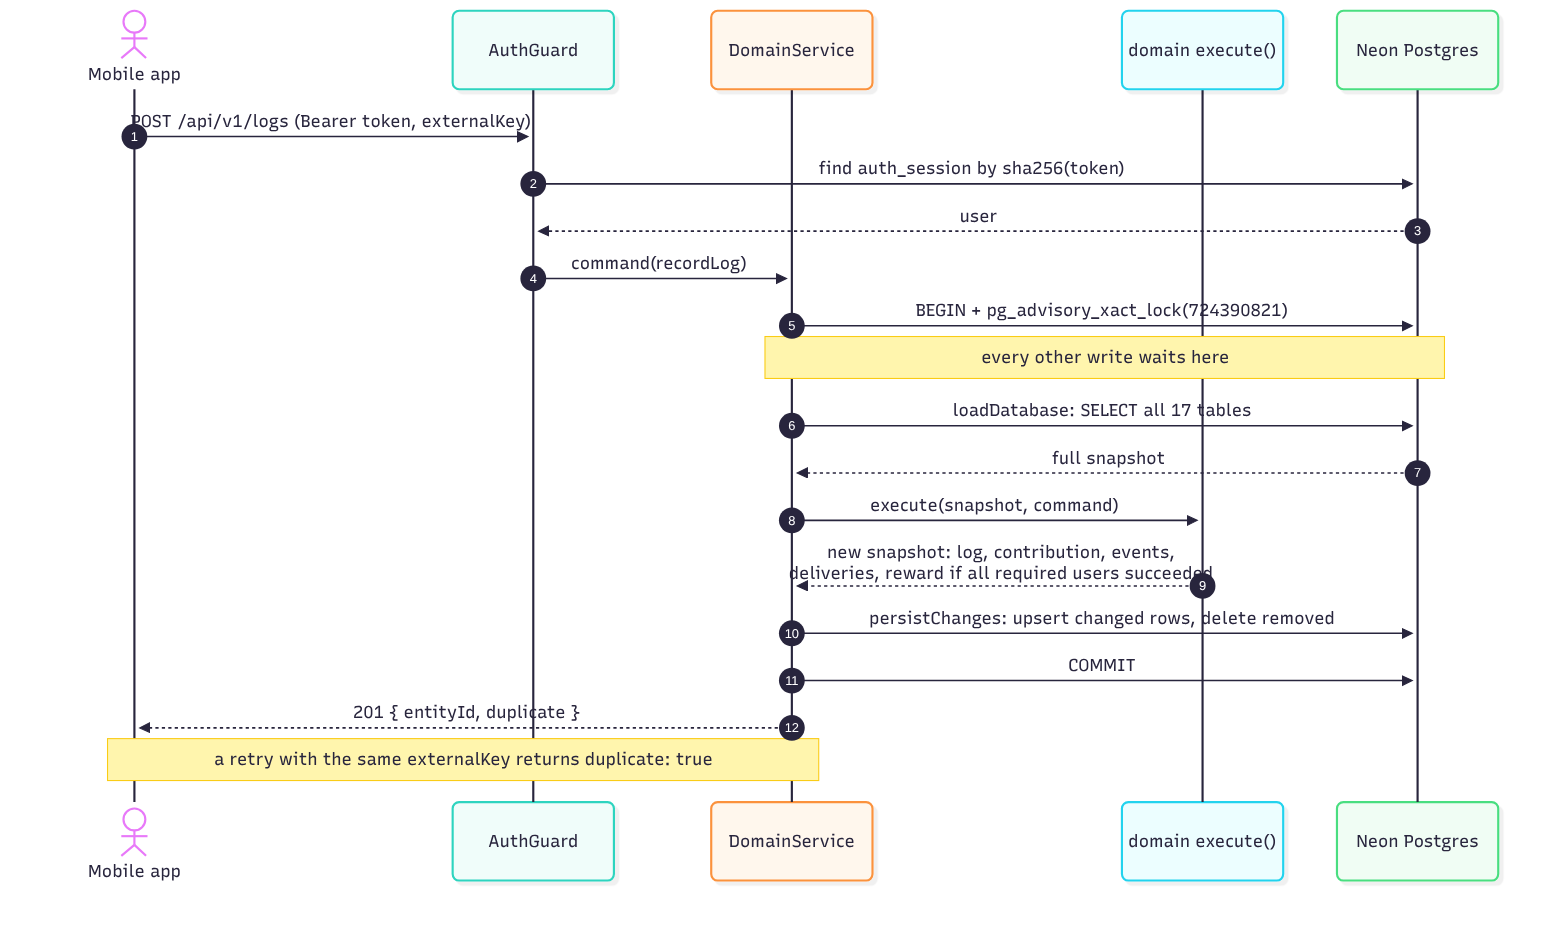 Mobile app
AuthGuard
DomainService
domain execute()
Neon Postgres
1
POST /api/v1/logs (Bearer token, externalKey)
2
find auth_session by sha256(token)
user
3
4
command(recordLog)
5
BEGIN + pg_advisory_xact_lock(724390821)
every other write waits here
6
loadDatabase: SELECT all 17 tables
full snapshot
7
8
execute(snapshot, command)
new snapshot: log, contribution, events,
deliveries, reward if all required users succeeded
9
10
persistChanges: upsert changed rows, delete removed
11
COMMIT
201 { entityId, duplicate }
12
a retry with the same externalKey returns duplicate: true
Mobile app
AuthGuard
DomainService
domain execute()
Neon Postgres